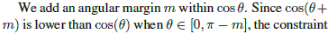 We add an angular margin m within cos θ. Since cos(θ+
m) is lower than cos(θ) when θ ∈ [0, π − m], the constraint